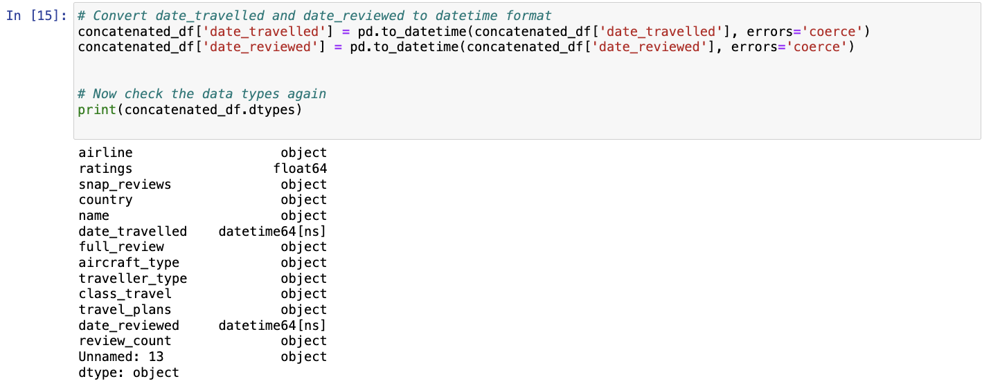 In [15]: # Convert date_travelled and date_reviewed to datetime format
concatenated_df['date_travelled'] = pd.to_datetime(concatenated_df['date_travelled'], errors='coerce')
concatenated_df['date_reviewed'] = pd.to_datetime(concatenated_df['date_reviewed'], errors='coerce')
# Now check the data types again
print(concatenated_df.dtypes)
airline object
ratings float64
snap_reviews object
country object
name object
date_travelled datetime64[ns]
full_review object
aircraft_type object
traveller_type object
class_travel object
travel_plans object
date_reviewed datetime64[ns]
review_count object
Unnamed: 13 object
dtype: object